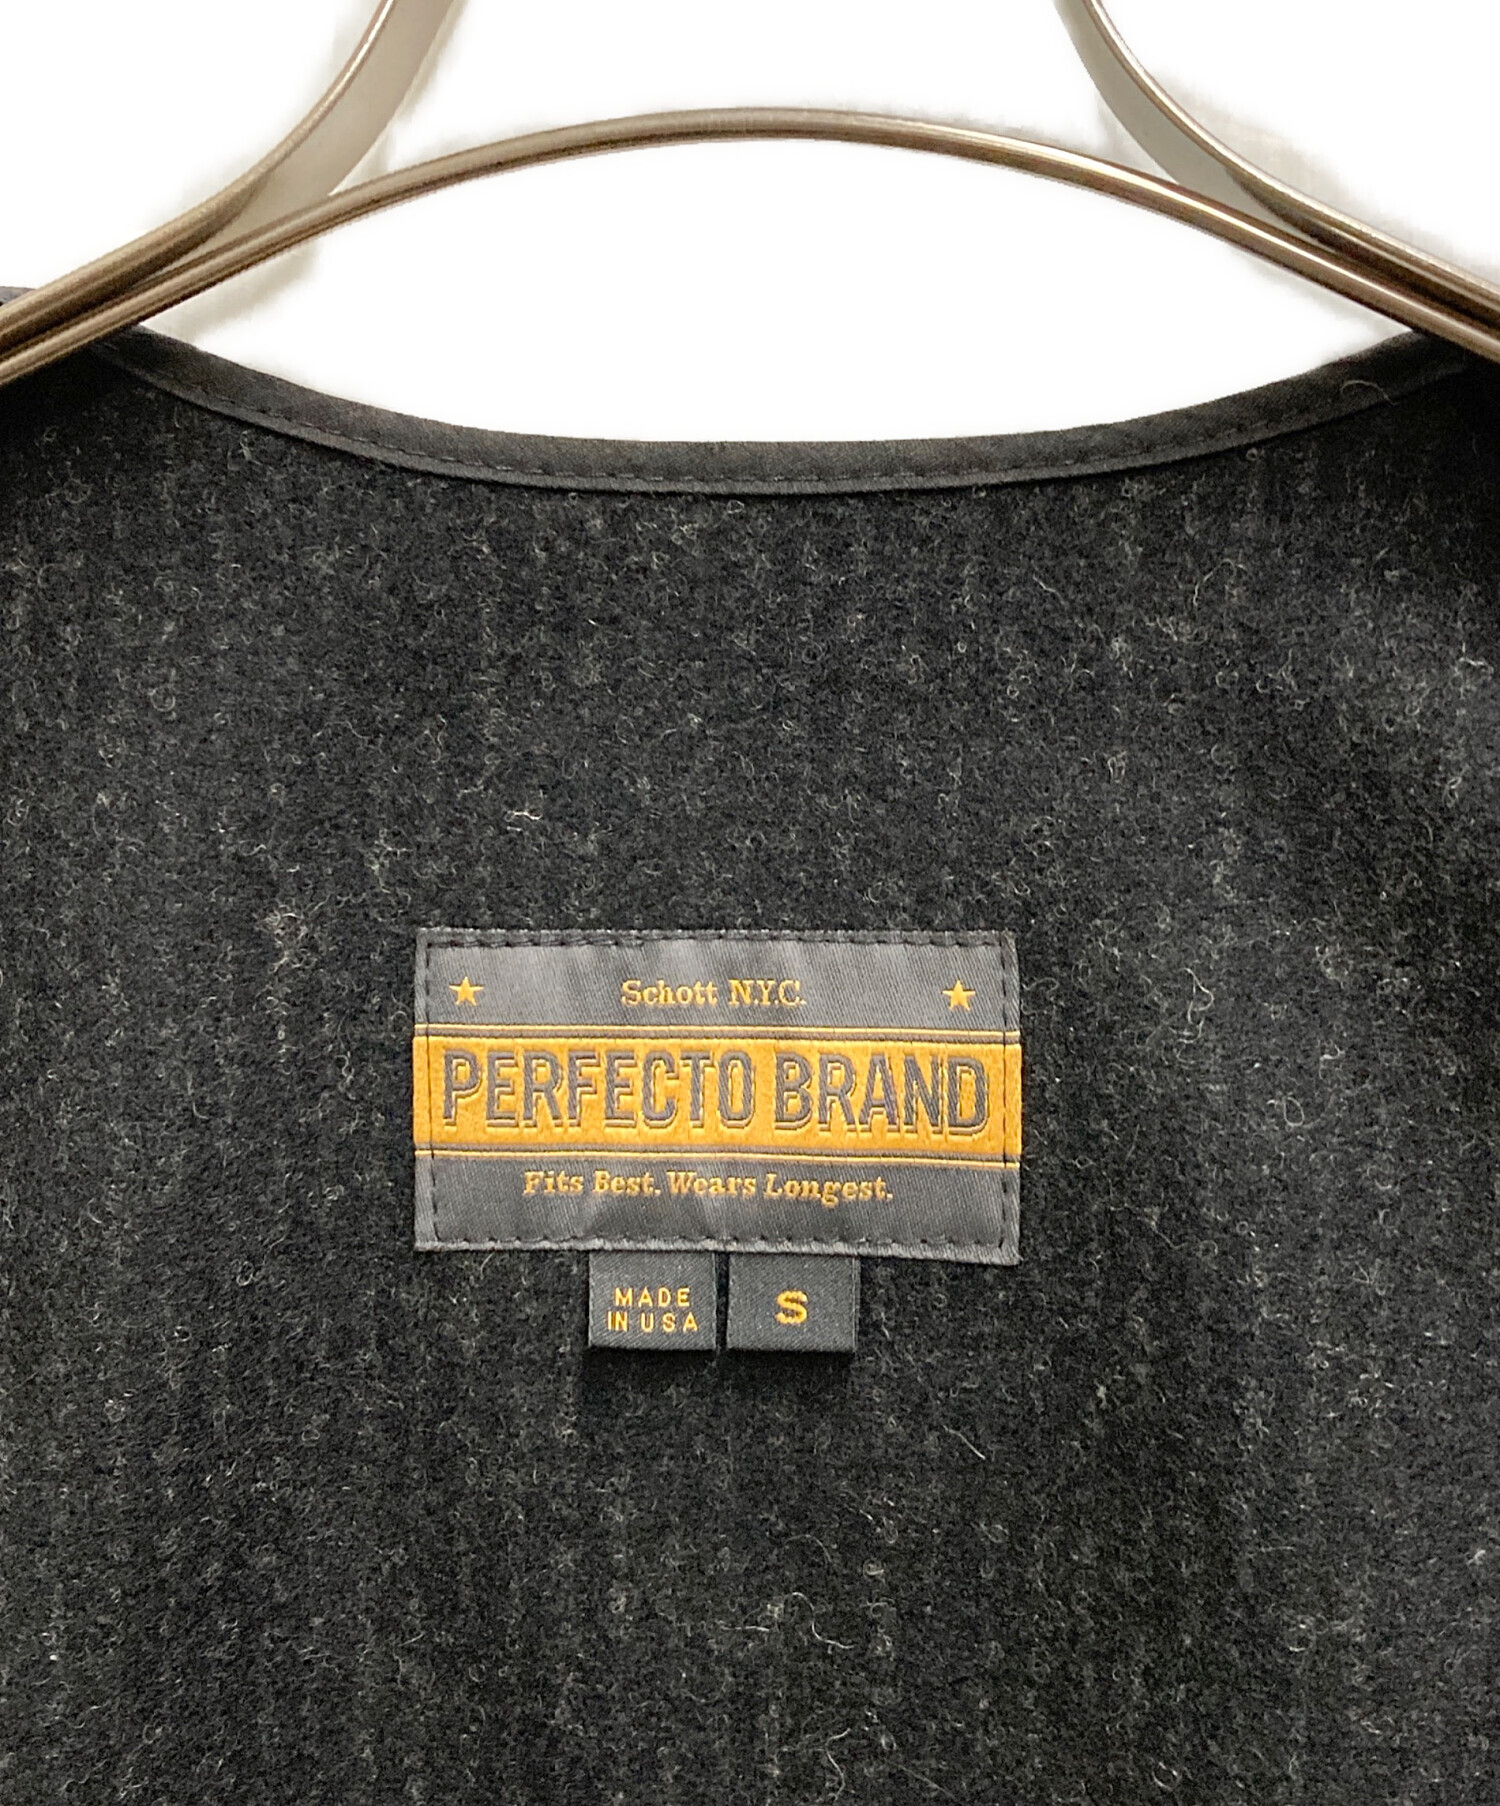 Schott N.Y.C.
PERFECTO BRAND
Fits Best. Wears Longest.
MADE
IN USA
S